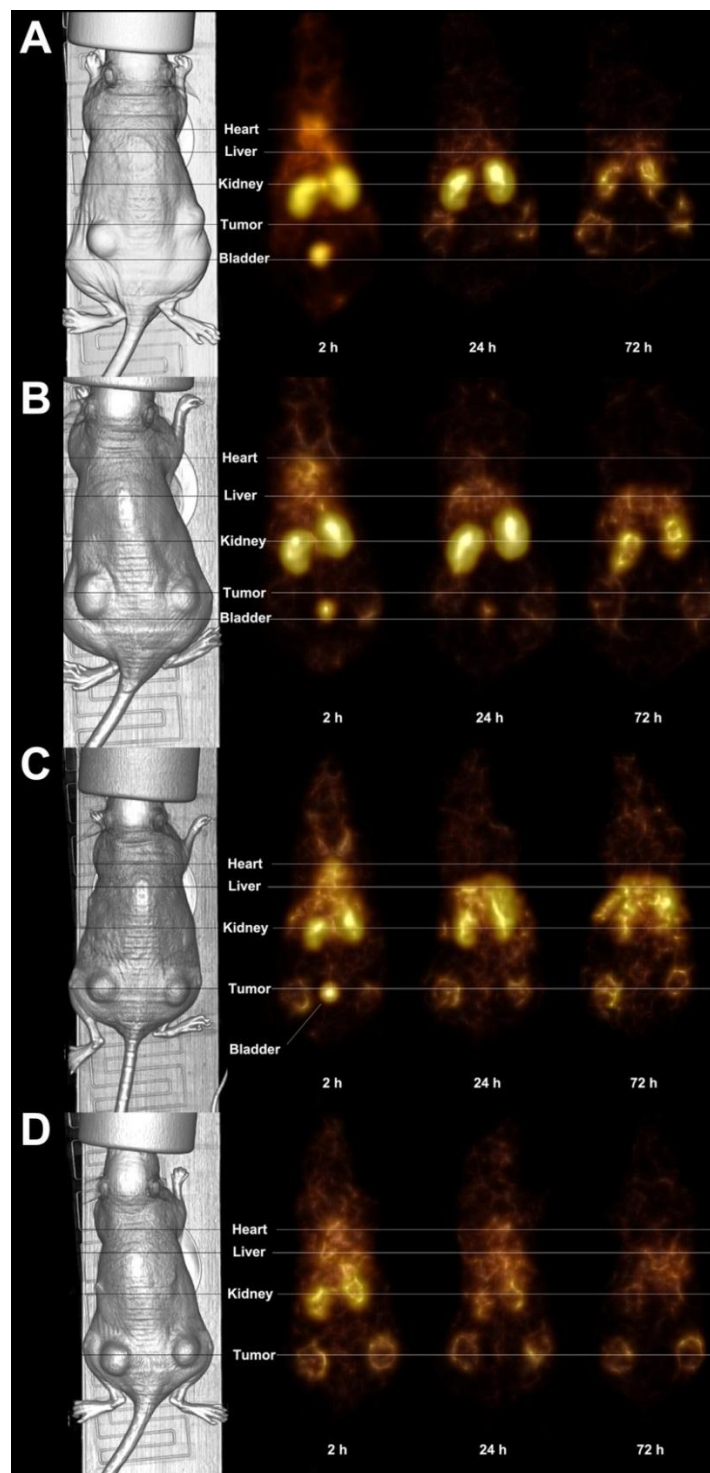 A
Heart
Liver
Kidney
Tumor
Bladder
2 h 24 h 72 h
B
Heart
Liver
Kidney
Tumor
Bladder
2 h 24 h 72 h
C
Heart
Liver
Kidney
Tumor
Bladder
2 h 24 h 72 h
D
Heart
Liver
Kidney
Tumor
2 h 24 h 72 h